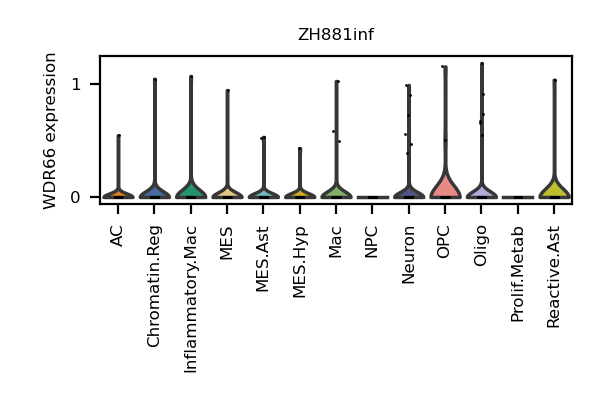 ZH881inf
WDR66 expression
1
0
AC
Chromatin.Reg
Inflammatory.Mac
MES
MES.Ast
MES.Hyp
Mac
NPC
Neuron
OPC
Oligo
Prolif.Metab
Reactive.Ast